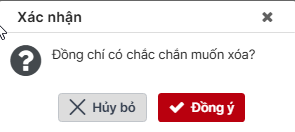 Xác nhận
Đồng chí có chắc chắn muốn xóa?
Hủy bỏ
Đồng ý